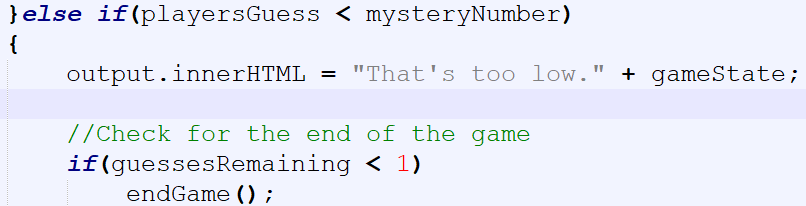 }else if(playersGuess < mysteryNumber)
{
output.innerHTML = "That's too low." + gameState;
//Check for the end of the game
if(guessesRemaining < 1)
endGame();